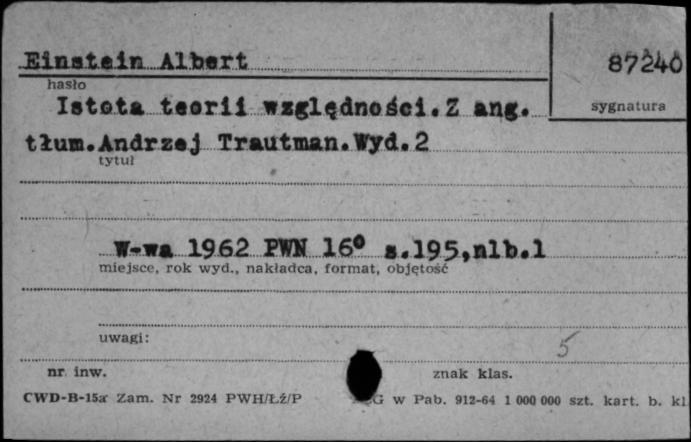 Einstein Albert
87240
hasło
sygnatura
Istota teorii względności.Z ang.
tłum.Andrzej Trautman.Wyd.2
tytuł
W-wa 1962 PWN 16° s.195,nlb.1
miejsce, rok wyd., nakładca, format, objętość
uwagi:
5
nr. inw.
znak klas.
CWD-B-15a Zam. Nr 2924 PWH/Łż/P
G w Pab. 912-64 1 000 000 szt. kart. b. kl